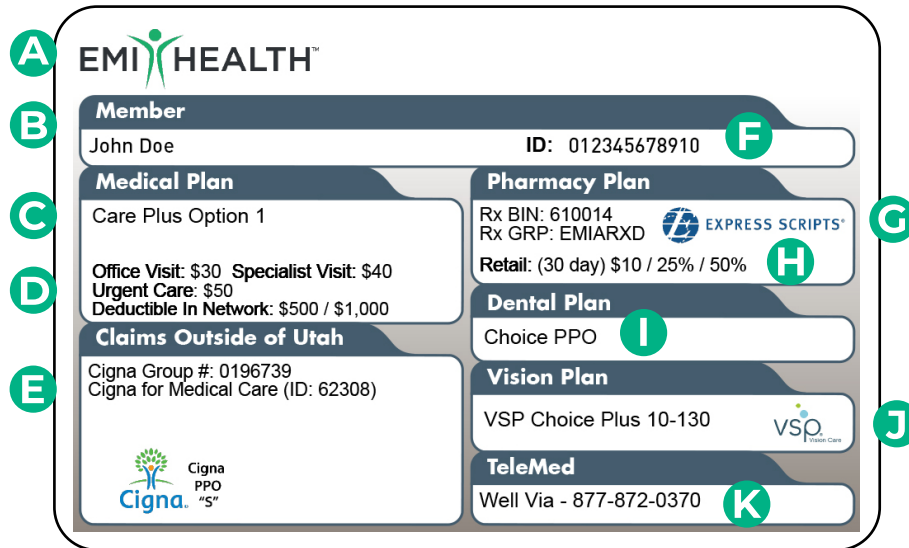 A
EMI HEALTH™
B
Member
John Doe
ID: 012345678910
F
C
Medical Plan
Care Plus Option 1
D
Office Visit: $30 Specialist Visit: $40
Urgent Care: $50
Deductible In Network: $500 / $1,000
E
Claims Outside of Utah
Cigna Group #: 0196739
Cigna for Medical Care (ID: 62308)
Cigna
Cigna
PPO
“S”
Pharmacy Plan
Rx BIN: 610014
Rx GRP: EMIARXD
EXPRESS SCRIPTS®
G
Retail: (30 day) $10 / 25% / 50%
H
Dental Plan
Choice PPO
I
Vision Plan
VSP Choice Plus 10-130
vsp.
Vision Care
J
TeleMed
Well Via - 877-872-0370
K